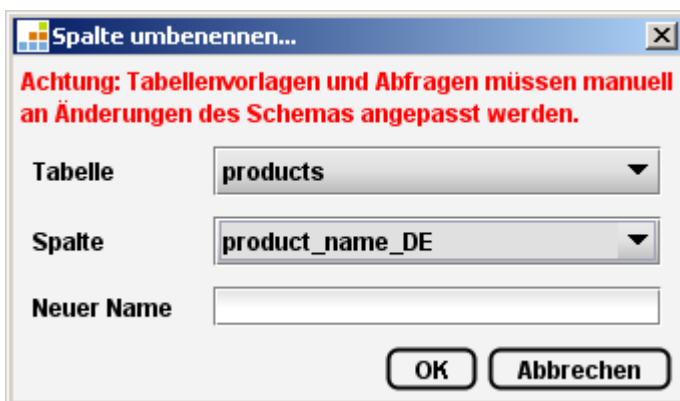 Spalte umbenennen...
Achtung: Tabellenvorlagen und Abfragen müssen manuell
an Änderungen des Schemas angepasst werden.
Tabelle products
Spalte product_name_DE
Neuer Name
OK Abbrechen